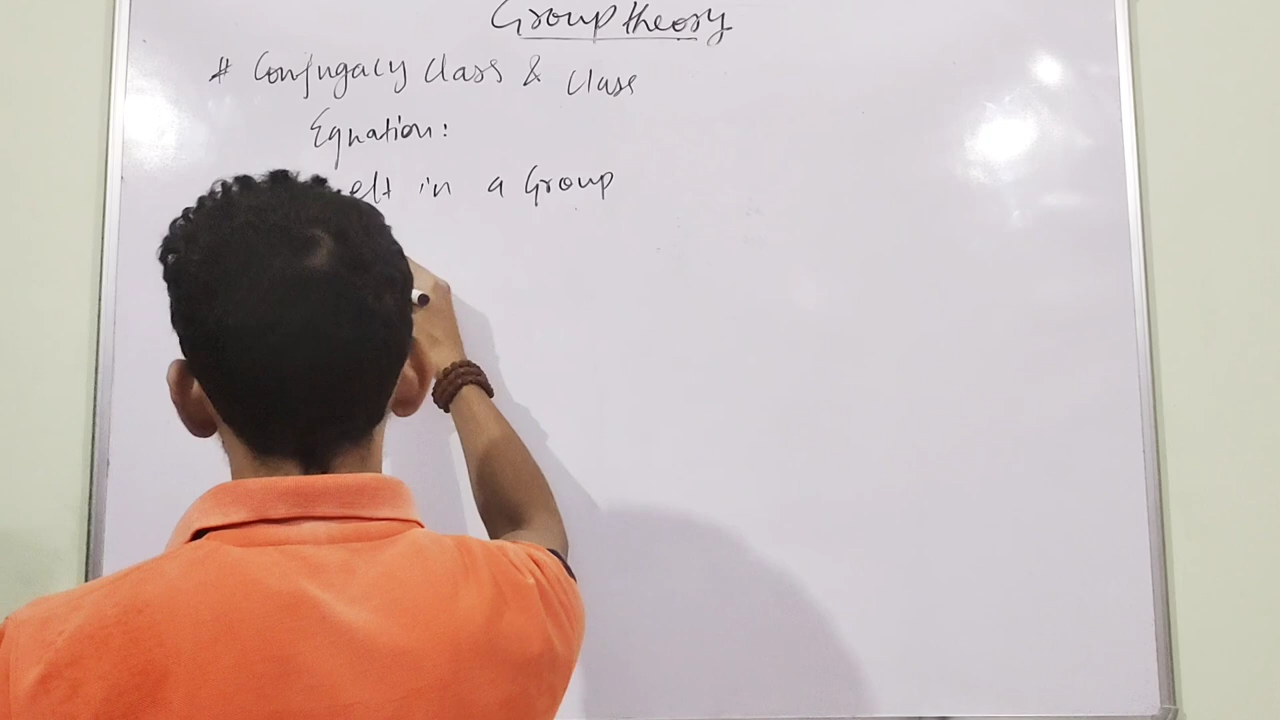 Group theory
# Conjugacy class & class
Equation:
elt in a Group